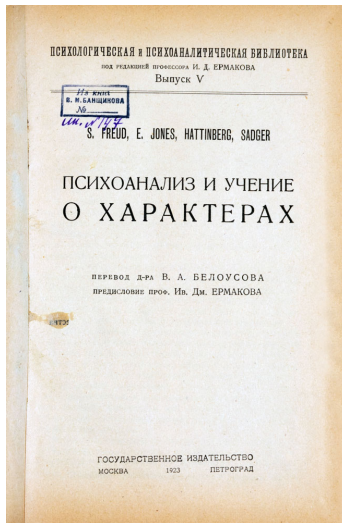 ПСИХОЛОГИЧЕСКАЯ и ПСИХОАНАЛИТИЧЕСКАЯ БИБЛИОТЕКА
ПОД РЕДАКЦИЕЙ ПРОФЕССОРА И. Д. ЕРМАКОВА
Выпуск V
Из книг
В. М. БАНЩИКОВА
№
S. FREUD, E. JONES, HATTINBERG, SADGER
ПСИХОАНАЛИЗ И УЧЕНИЕ
О ХАРАКТЕРАХ
ПЕРЕВОД Д-РА В. А. БЕЛОУСОВА
ПРЕДИСЛОВИЕ ПРОФ. Ив. Дм. ЕРМАКОВА
ГОСУДАРСТВЕННОЕ ИЗДАТЕЛЬСТВО
МОСКВА 1923 ПЕТРОГРАД